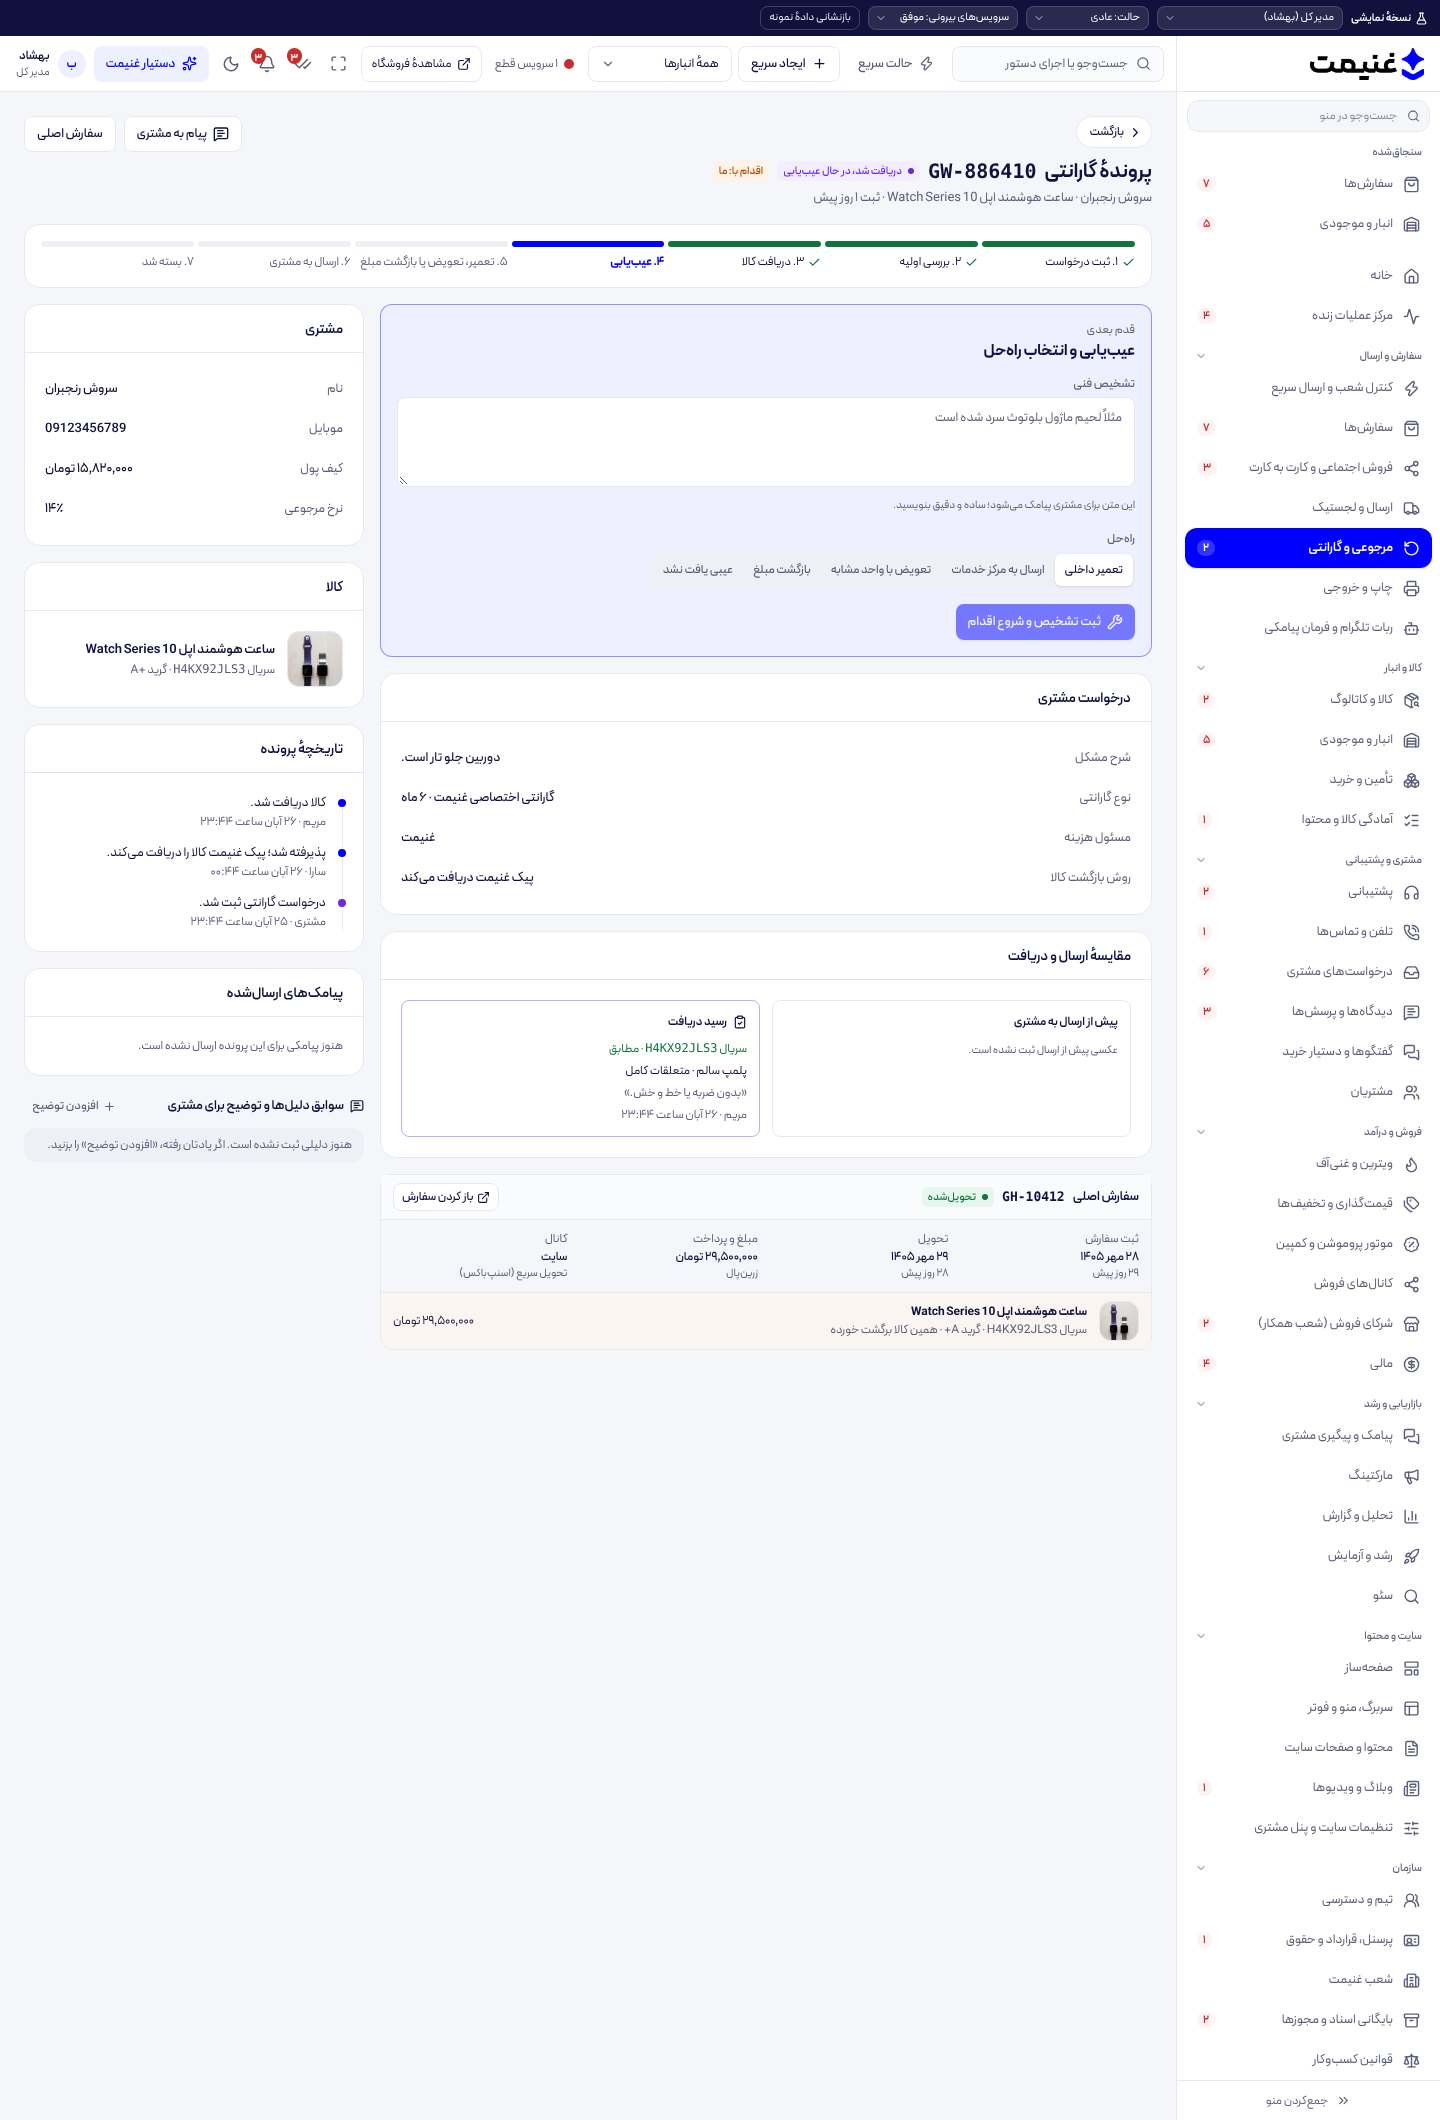 نسخهٔ نمایشی
مدیر کل (بهشاد)
حالت: عادی
سرویس‌های بیرونی: موفق
بازنشانی دادهٔ نمونه
غنیمت
جست‌وجو یا اجرای دستور
حالت سریع
ایجاد سریع
همهٔ انبارها
۱ سرویس قطع
مشاهدهٔ فروشگاه
۳
۳
دستیار غنیمت
ب
بهشاد
مدیر کل
جست‌وجو در منو
سنجاق‌شده
سفارش‌ها ۷
انبار و موجودی ۵
خانه
مرکز عملیات زنده ۴
سفارش و ارسال
کنترل شعب و ارسال سریع
سفارش‌ها ۷
فروش اجتماعی و کارت به کارت ۳
ارسال و لجستیک
مرجوعی و گارانتی ۲
چاپ و خروجی
ربات تلگرام و فرمان پیامکی
کالا و انبار
کالا و کاتالوگ ۲
انبار و موجودی ۵
تأمین و خرید
آمادگی کالا و محتوا ۱
مشتری و پشتیبانی
پشتیبانی ۲
تلفن و تماس‌ها ۱
درخواست‌های مشتری ۶
دیدگاه‌ها و پرسش‌ها ۳
گفتگوها و دستیار خرید
مشتریان
فروش و درآمد
ویترین و غنی‌آف
قیمت‌گذاری و تخفیف‌ها
موتور پروموشن و کمپین
کانال‌های فروش
شرکای فروش (شعب همکار) ۲
مالی ۴
بازاریابی و رشد
پیامک و پیگیری مشتری
مارکتینگ
تحلیل و گزارش
رشد و آزمایش
سئو
سایت و محتوا
صفحه‌ساز
سربرگ، منو و فوتر
محتوا و صفحات سایت
وبلاگ و ویدیوها ۱
تنظیمات سایت و پنل مشتری
سازمان
تیم و دسترسی
پرسنل، قرارداد و حقوق ۱
شعب غنیمت
بایگانی اسناد و مجوزها ۲
قوانین کسب‌وکار
جمع‌کردن منو
بازگشت
پیام به مشتری
سفارش اصلی
پروندهٔ گارانتی GW-886410
دریافت شد، در حال عیب‌یابی
اقدام با: ما
سروش رنجبران · ساعت هوشمند اپل Watch Series 10 · ثبت ۱ روز پیش
۱. ثبت درخواست
۲. بررسی اولیه
۳. دریافت کالا
۴. عیب‌یابی
۵. تعمیر، تعویض یا بازگشت مبلغ
۶. ارسال به مشتری
۷. بسته شد
قدم بعدی
عیب‌یابی و انتخاب راه‌حل
تشخیص فنی
مثلاً لحیم ماژول بلوتوث سرد شده است
این متن برای مشتری پیامک می‌شود؛ ساده و دقیق بنویسید.
راه‌حل
تعمیر داخلی
ارسال به مرکز خدمات
تعویض با واحد مشابه
بازگشت مبلغ
عیبی یافت نشد
ثبت تشخیص و شروع اقدام
درخواست مشتری
شرح مشکل
دوربین جلو تار است.
نوع گارانتی
گارانتی اختصاصی غنیمت · ۶ ماه
مسئول هزینه
غنیمت
روش بازگشت کالا
پیک غنیمت دریافت می‌کند
مقایسهٔ ارسال و دریافت
پیش از ارسال به مشتری
عکسی پیش از ارسال ثبت نشده است.
رسید دریافت
سریال H4KX92JLS3 · مطابق
پلمپ سالم · متعلقات کامل
«بدون ضربه یا خط و خش.»
مریم · ۲۶ آبان ساعت ۲۳:۴۴
سفارش اصلی GH-10412
تحویل‌شده
باز کردن سفارش
ثبت سفارش
۲۸ مهر ۱۴۰۵
۲۹ روز پیش
تحویل
۲۹ مهر ۱۴۰۵
۲۸ روز پیش
مبلغ و پرداخت
۲۹,۵۰۰,۰۰۰ تومان
زرین‌پال
کانال
سایت
تحویل سریع (اسنپ‌باکس)
ساعت هوشمند اپل Watch Series 10
سریال H4KX92JLS3 · گرید A+ · همین کالا برگشت خورده
۲۹,۵۰۰,۰۰۰ تومان
مشتری
نام
سروش رنجبران
موبایل
09123456789
کیف پول
۱۵,۸۲۰,۰۰۰ تومان
نرخ مرجوعی
۱۴٪
کالا
ساعت هوشمند اپل Watch Series 10
سریال H4KX92JLS3 · گرید A+
تاریخچهٔ پرونده
کالا دریافت شد.
مریم · ۲۶ آبان ساعت ۲۳:۴۴
پذیرفته شد؛ پیک غنیمت کالا را دریافت می‌کند.
سارا · ۲۶ آبان ساعت ۰۰:۴۴
درخواست گارانتی ثبت شد.
مشتری · ۲۵ آبان ساعت ۲۳:۴۴
پیامک‌های ارسال‌شده
هنوز پیامکی برای این پرونده ارسال نشده است.
سوابق دلیل‌ها و توضیح برای مشتری
افزودن توضیح
هنوز دلیلی ثبت نشده است. اگر یادتان رفته، «افزودن توضیح» را بزنید.